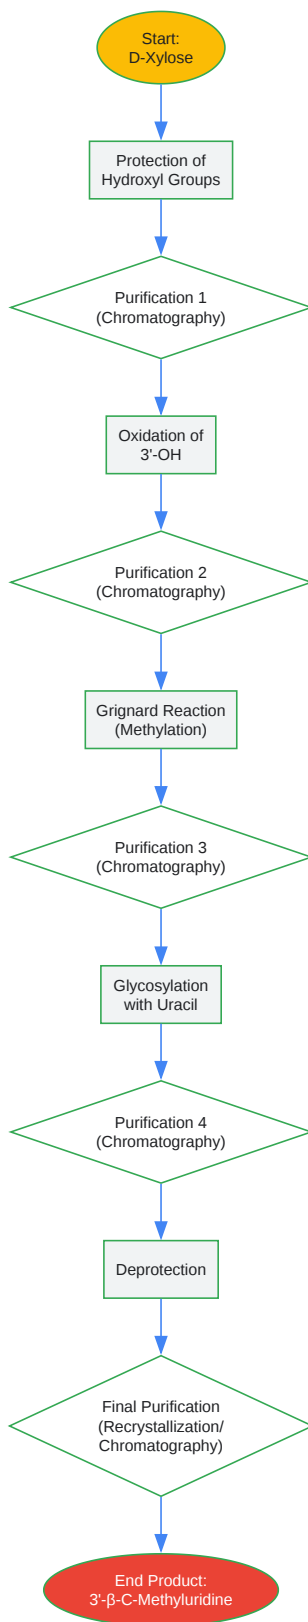 Start:
D-Xylose
Protection of
Hydroxyl Groups
Purification 1
(Chromatography)
Oxidation of
3'-OH
Purification 2
(Chromatography)
Grignard Reaction
(Methylation)
Purification 3
(Chromatography)
Glycosylation
with Uracil
Purification 4
(Chromatography)
Deprotection
Final Purification
(Recrystallization/
Chromatography)
End Product:
3'-β-C-Methyluridine